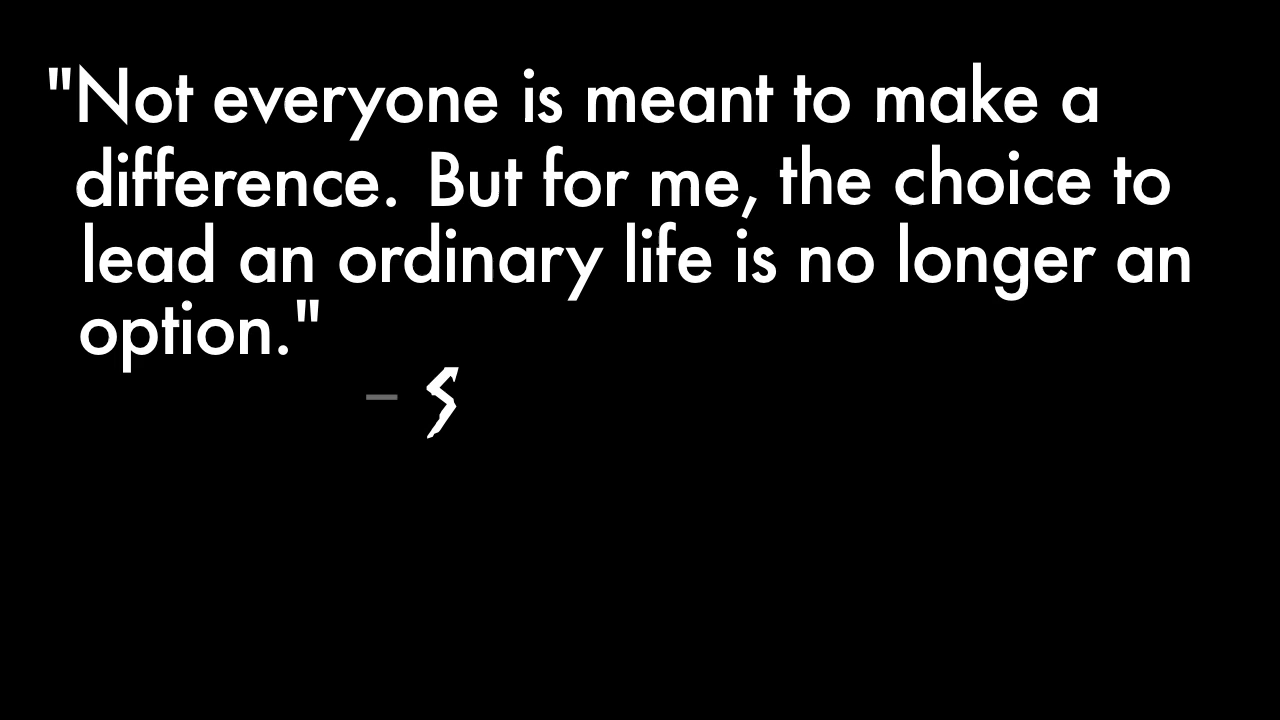 "Not everyone is meant to make a
difference. But for me, the choice to
lead an ordinary life is no longer an
option."
– S